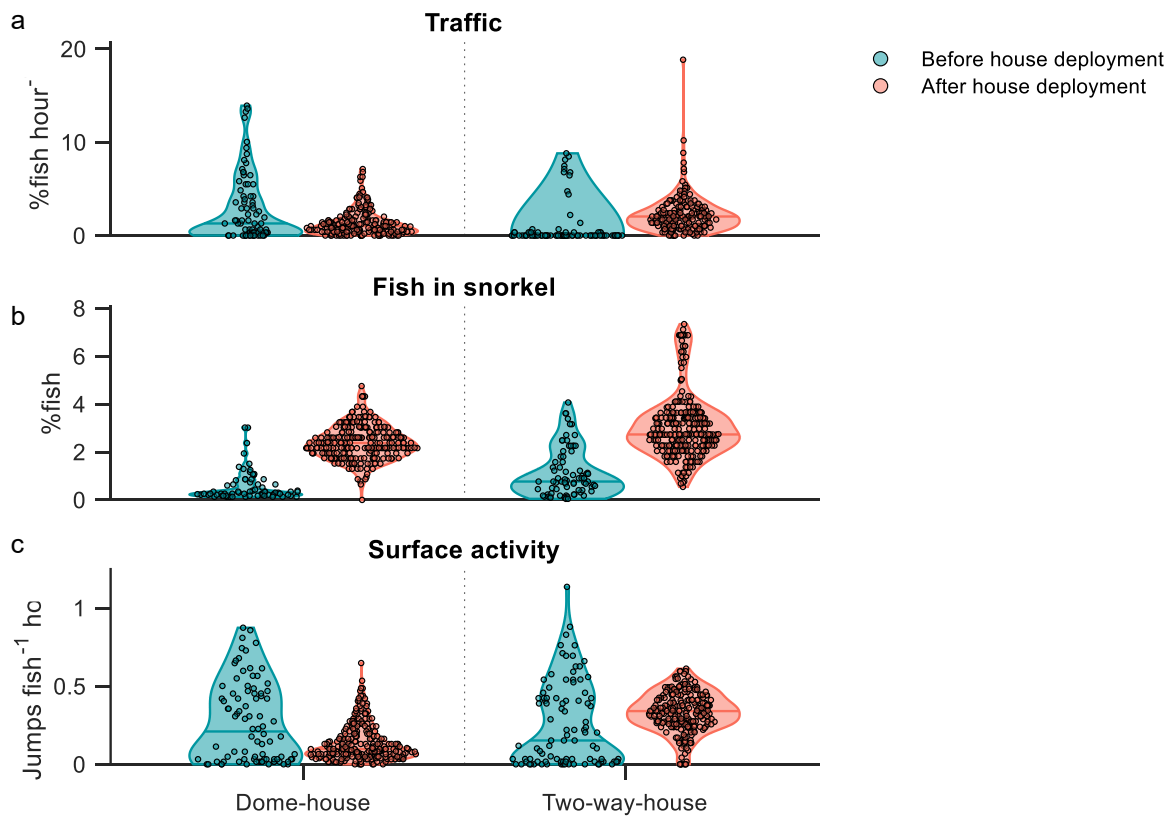 a
Traffic
Before house deployment
After house deployment
20
10
0
%fish hour-
b
Fish in snorkel
8
6
4
2
0
%fish
c
Surface activity
1
0.5
0
Jumps fish-1
Dome-house
Two-way-house